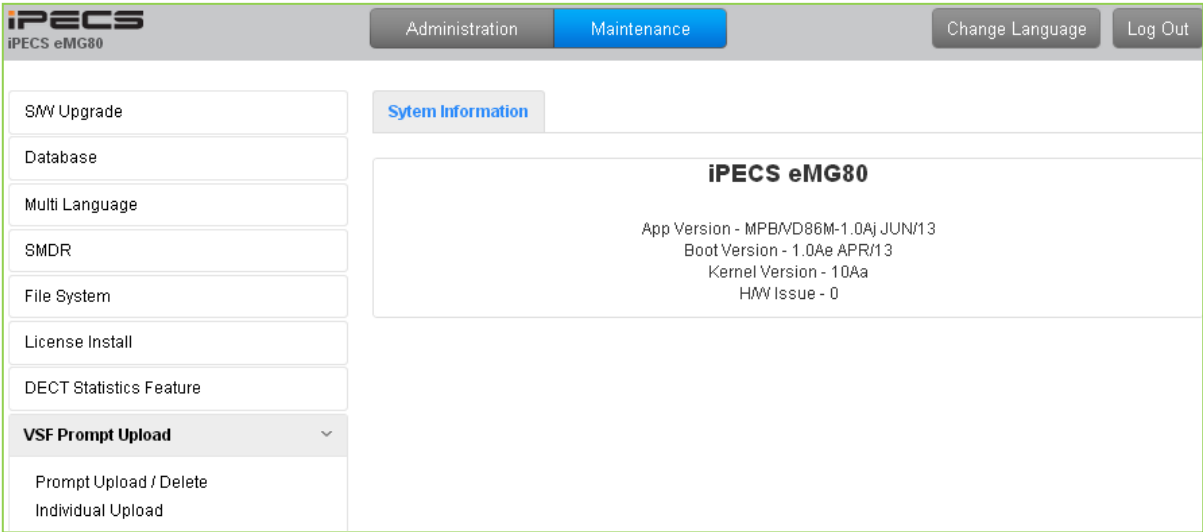 iPECS
iPECS eMG80
Administration
Maintenance
Change Language
Log Out
S/W Upgrade
Database
Multi Language
SMDR
File System
License Install
DECT Statistics Feature
VSF Prompt Upload
Prompt Upload / Delete
Individual Upload
Sytem Information
iPECS eMG80
App Version - MPB/VD86M-1.0Aj JUN/13
Boot Version - 1.0Ae APR/13
Kernel Version - 10Aa
H/W Issue - 0